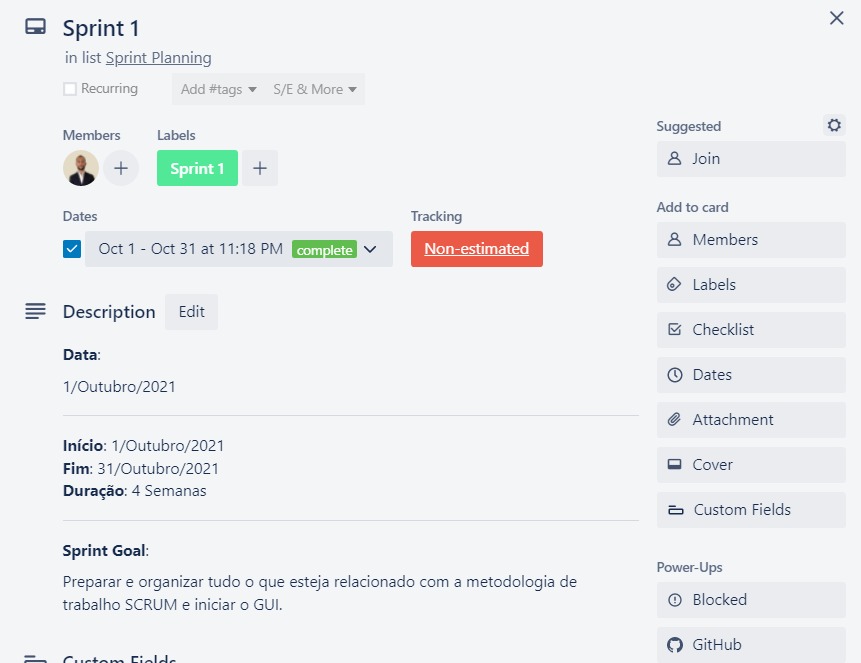 Sprint 1
in list Sprint Planning
Recurring
Add #tags
S/E & More
Members
Labels
Sprint 1
Dates
Tracking
Oct 1 - Oct 31 at 11:18 PM complete
Non-estimated
Description
Edit
Data:
1/Outubro/2021
Início: 1/Outubro/2021
Fim: 31/Outubro/2021
Duração: 4 Semanas
Sprint Goal:
Preparar e organizar tudo o que esteja relacionado com a metodologia de
trabalho SCRUM e iniciar o GUI.
Custom Fields
Suggested
Join
Add to card
Members
Labels
Checklist
Dates
Attachment
Cover
Custom Fields
Power-Ups
Blocked
GitHub